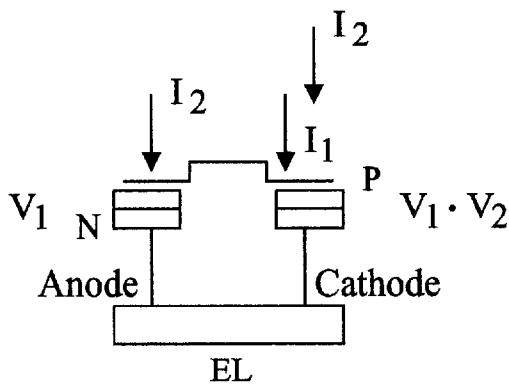 I2
I2
I1
P
V1
N
V1 · V2
Anode
Cathode
EL